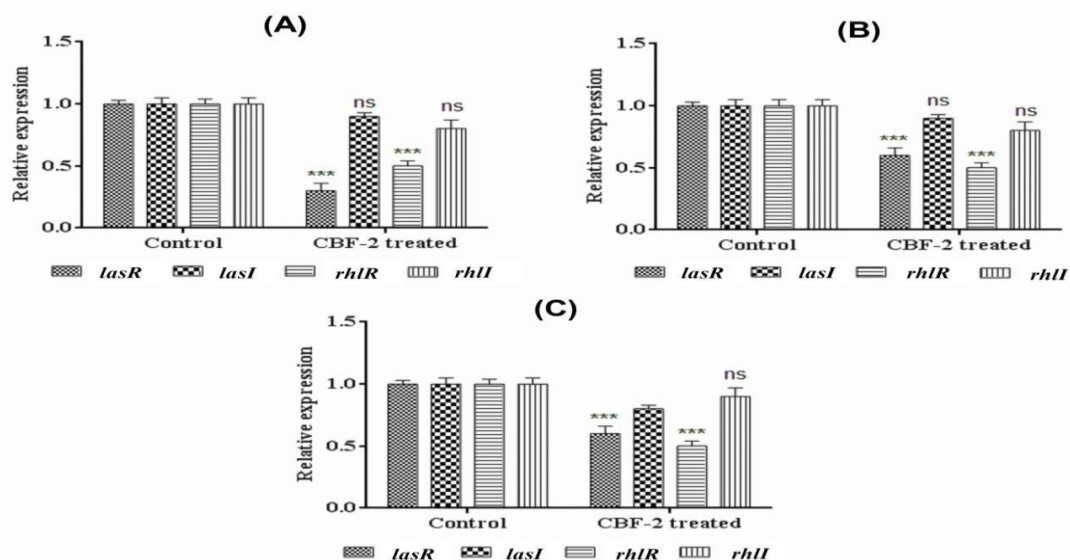 (A)
Relative expression
1.5
1.0
0.5
0.0
ns
ns
***
***
Control
CBF-2 treated
lasR lasI rhlR rhlI
(B)
Relative expression
1.5
1.0
0.5
0.0
ns
ns
***
***
Control
CBF-2 treated
lasR lasI rhlR rhlI
(C)
Relative expression
1.5
1.0
0.5
0.0
ns
***
***
Control
CBF-2 treated
lasR lasI rhlR rhlI